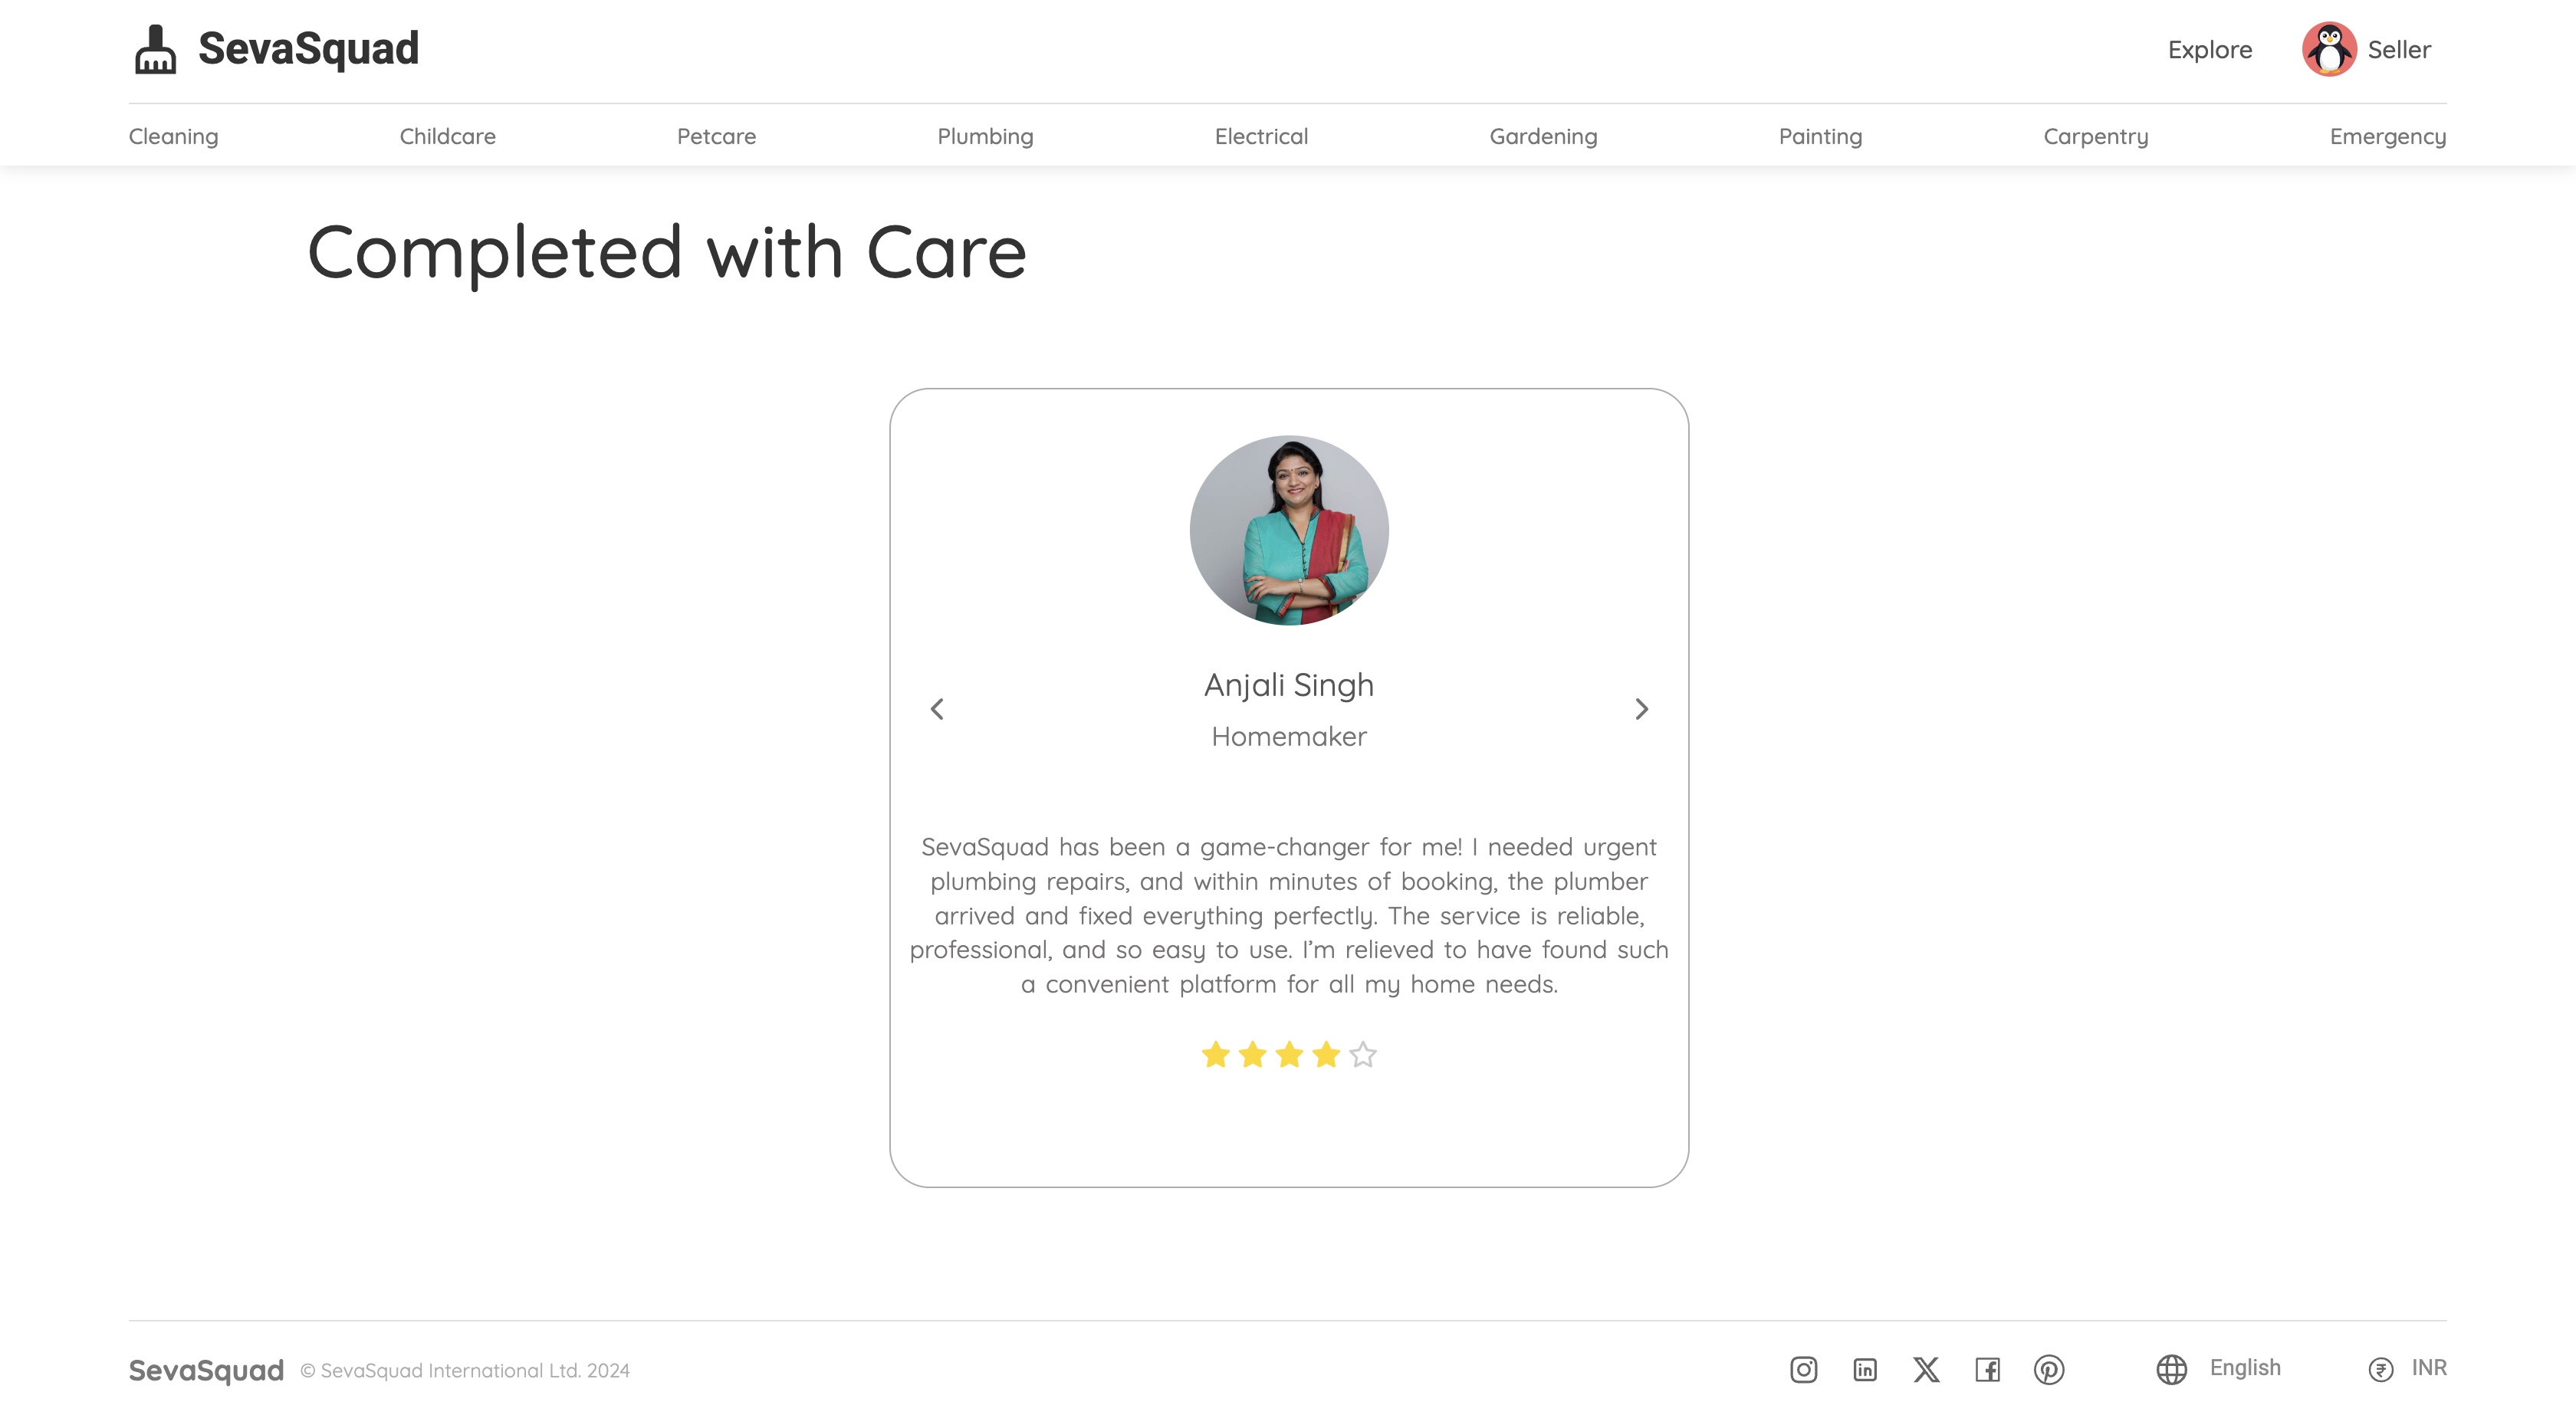 SevaSquad
Explore
Seller
Cleaning
Childcare
Petcare
Plumbing
Electrical
Gardening
Painting
Carpentry
Emergency
Completed with Care
Anjali Singh
Homemaker
SevaSquad has been a game-changer for me! I needed urgent
plumbing repairs, and within minutes of booking, the plumber
arrived and fixed everything perfectly. The service is reliable,
professional, and so easy to use. I’m relieved to have found such
a convenient platform for all my home needs.
SevaSquad
© SevaSquad International Ltd. 2024
English
INR